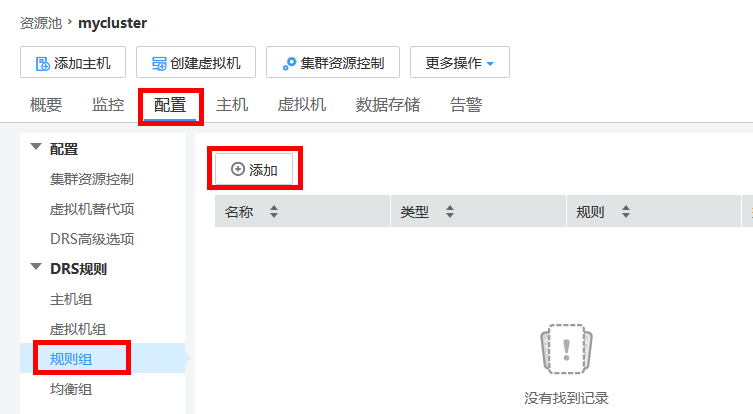 资源池 › mycluster
添加主机 创建虚拟机 集群资源控制 更多操作
概要 监控 配置 主机 虚拟机 数据存储 告警
配置
集群资源控制
虚拟机替代项
DRS高级选项
DRS规则
主机组
虚拟机组
规则组
均衡组
添加
名称 类型 规则
没有找到记录